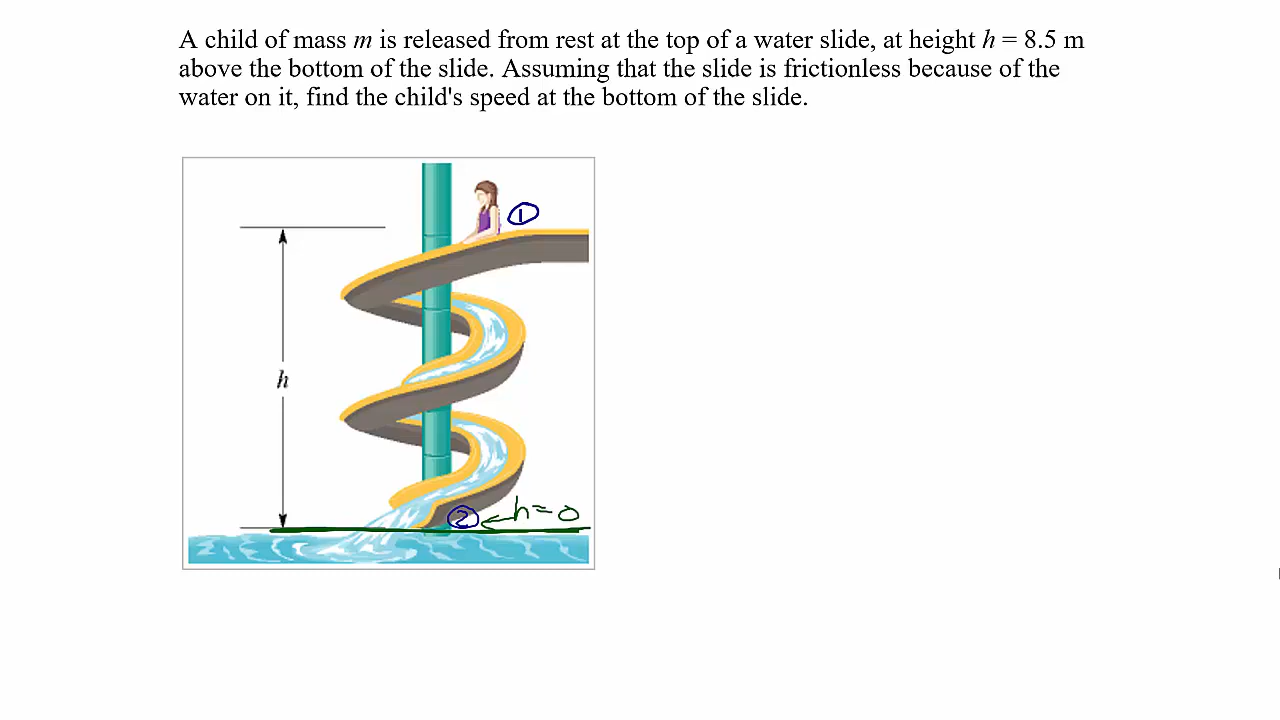 A child of mass m is released from rest at the top of a water slide, at height h = 8.5 m
above the bottom of the slide. Assuming that the slide is frictionless because of the
water on it, find the child's speed at the bottom of the slide.
①
h
② h=0